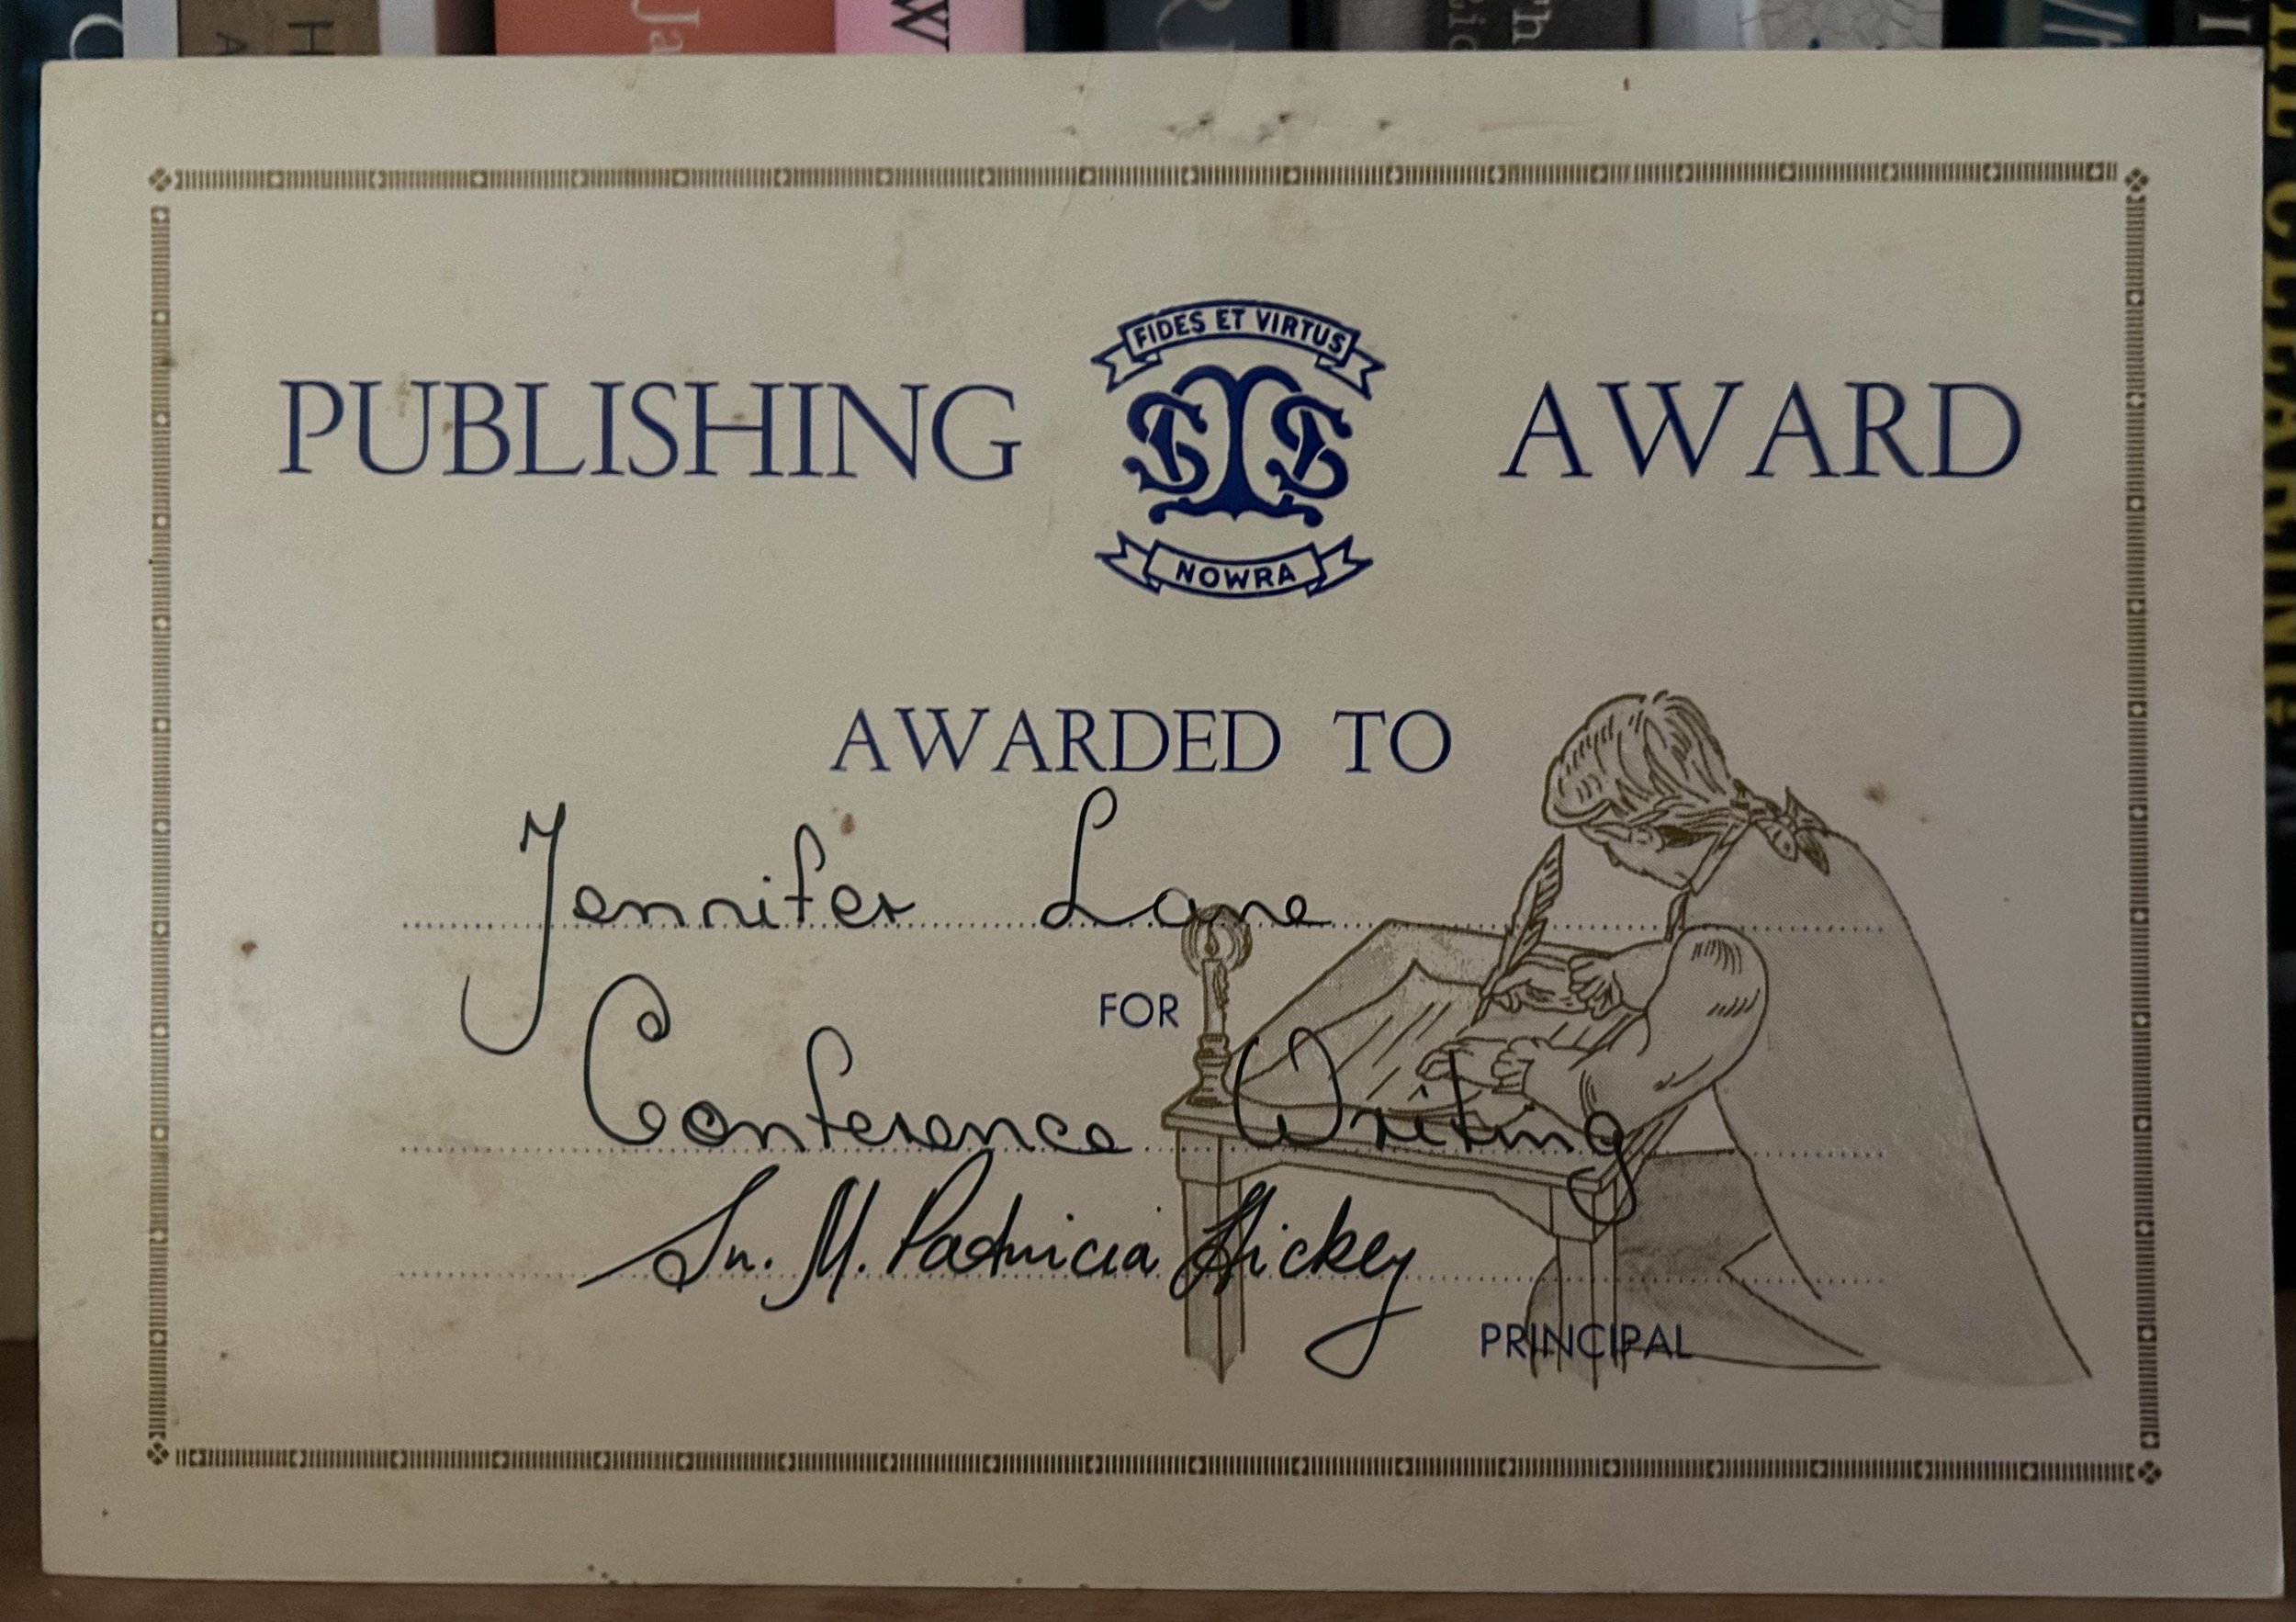 PUBLISHING AWARD
FIDES ET VIRTUS
NOWRA
AWARDED TO
Jennifer Lane
FOR
Conference Writing
Sr. M. Patricia Hickey
PRINCIPAL